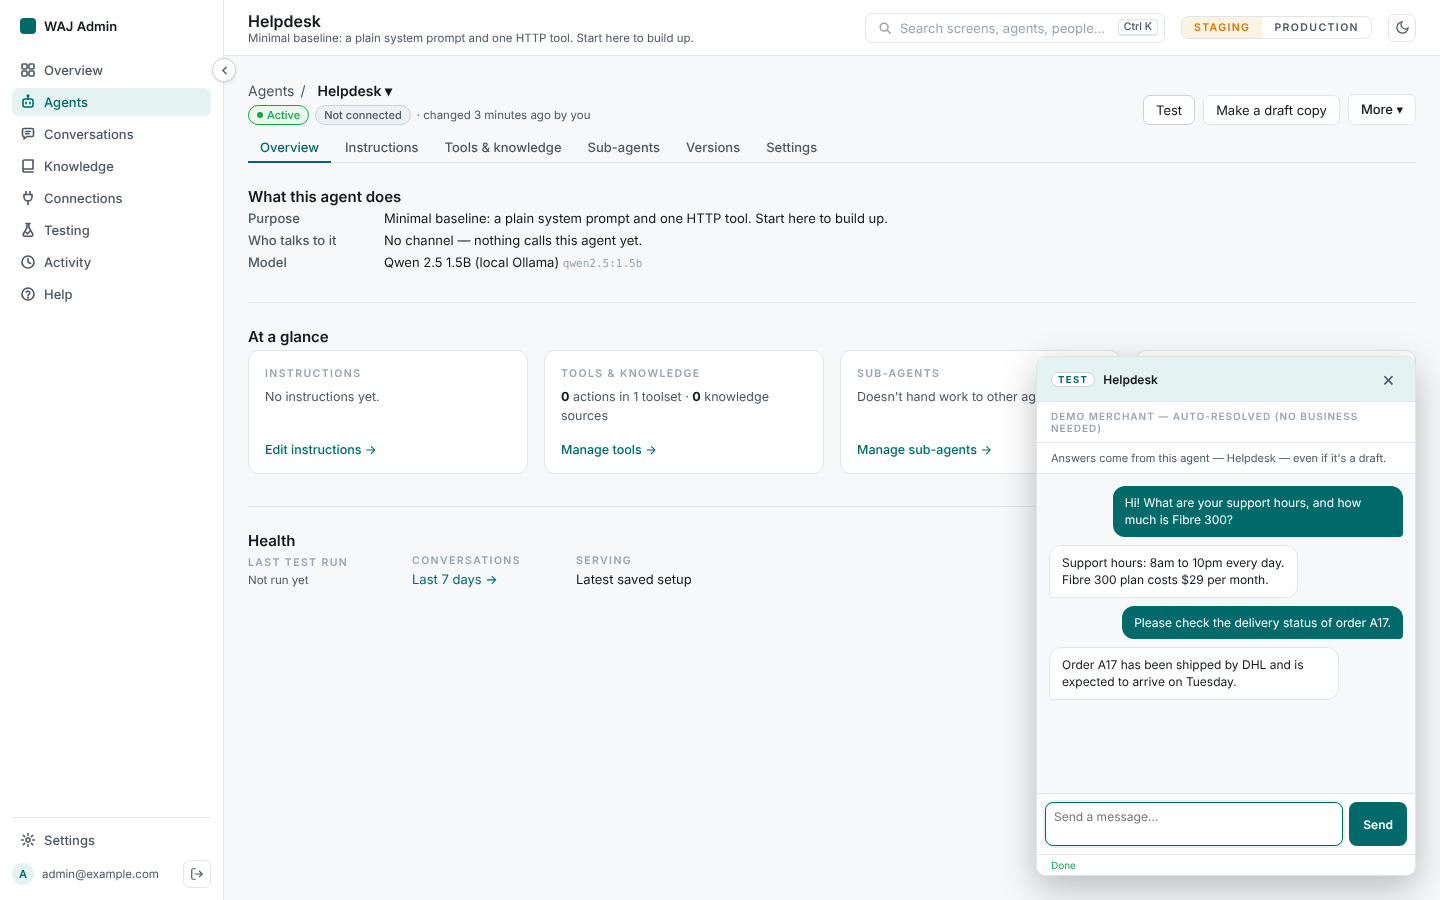 WAJ Admin
Overview
Agents
Conversations
Knowledge
Connections
Testing
Activity
Help
Settings
A admin@example.com
Helpdesk
Minimal baseline: a plain system prompt and one HTTP tool. Start here to build up.
Search screens, agents, people... Ctrl K
STAGING PRODUCTION
Agents / Helpdesk ▾
Active Not connected · changed 3 minutes ago by you
Test Make a draft copy More ▾
Overview Instructions Tools & knowledge Sub-agents Versions Settings
What this agent does
Purpose Minimal baseline: a plain system prompt and one HTTP tool. Start here to build up.
Who talks to it No channel — nothing calls this agent yet.
Model Qwen 2.5 1.5B (local Ollama) qwen2.5:1.5b
At a glance
INSTRUCTIONS
No instructions yet.
Edit instructions →
TOOLS & KNOWLEDGE
0 actions in 1 toolset · 0 knowledge
sources
Manage tools →
SUB-AGENTS
Doesn't hand work to other ag
Manage sub-agents →
Health
LAST TEST RUN
Not run yet
CONVERSATIONS
Last 7 days →
SERVING
Latest saved setup
TEST Helpdesk ×
DEMO MERCHANT — AUTO-RESOLVED (NO BUSINESS
NEEDED)
Answers come from this agent — Helpdesk — even if it's a draft.
Hi! What are your support hours, and how
much is Fibre 300?
Support hours: 8am to 10pm every day.
Fibre 300 plan costs $29 per month.
Please check the delivery status of order A17.
Order A17 has been shipped by DHL and is
expected to arrive on Tuesday.
Send a message...
Send
Done